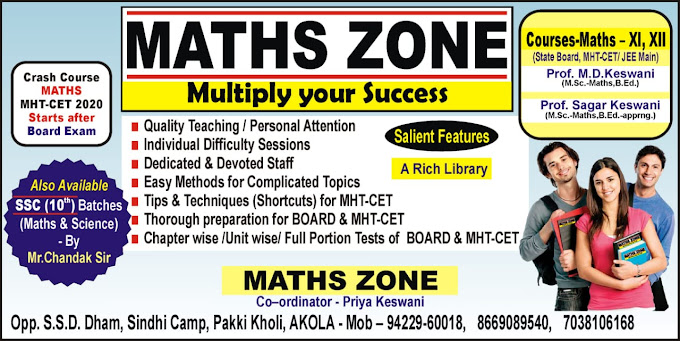 MATHS ZONE
Multiply your Success
Crash Course
MATHS
MHT-CET 2020
Starts after
Board Exam
Courses-Maths – XI, XII
(State Board, MHT-CET/ JEE Main)
Prof. M.D.Keswani
(M.Sc.-Maths,B.Ed.)
Prof. Sagar Keswani
(M.Sc.-Maths,B.Ed.-apprng.)
Quality Teaching / Personal Attention
Individual Difficulty Sessions
Dedicated & Devoted Staff
Easy Methods for Complicated Topics
Tips & Techniques (Shortcuts) for MHT-CET
Thorough preparation for BOARD & MHT-CET
Chapter wise /Unit wise/ Full Portion Tests of BOARD & MHT-CET
Salient Features
A Rich Library
Also Available
SSC (10th) Batches
(Maths & Science)
- By
Mr.Chandak Sir
MATHS ZONE
Co–ordinator - Priya Keswani
Opp. S.S.D. Dham, Sindhi Camp, Pakki Kholi, AKOLA - Mob – 94229-60018, 8669089540, 7038106168